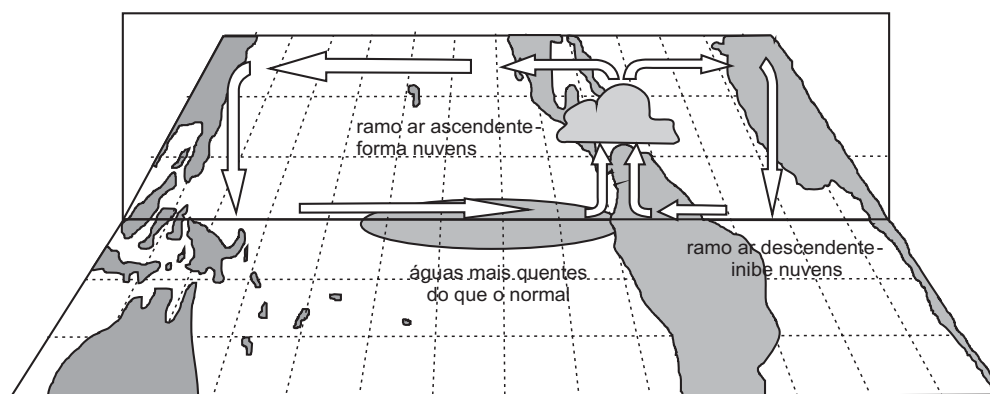 ramo ar ascendente-
forma nuvens
ramo ar descendente-
inibe nuvens
águas mais quentes
do que o normal